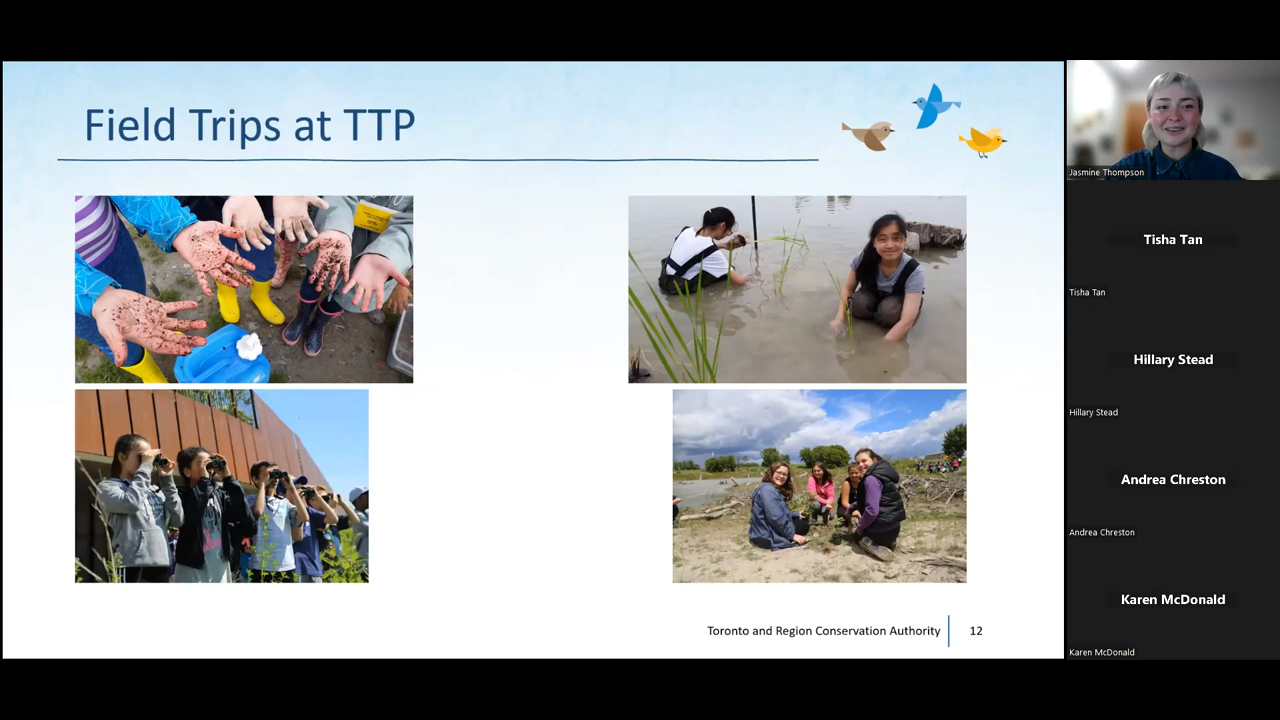 Field Trips at TTP
Toronto and Region Conservation Authority
12
Jasmine Thompson
Tisha Tan
Tisha Tan
Hillary Stead
Hillary Stead
Andrea Chreston
Andrea Chreston
Karen McDonald
Karen McDonald